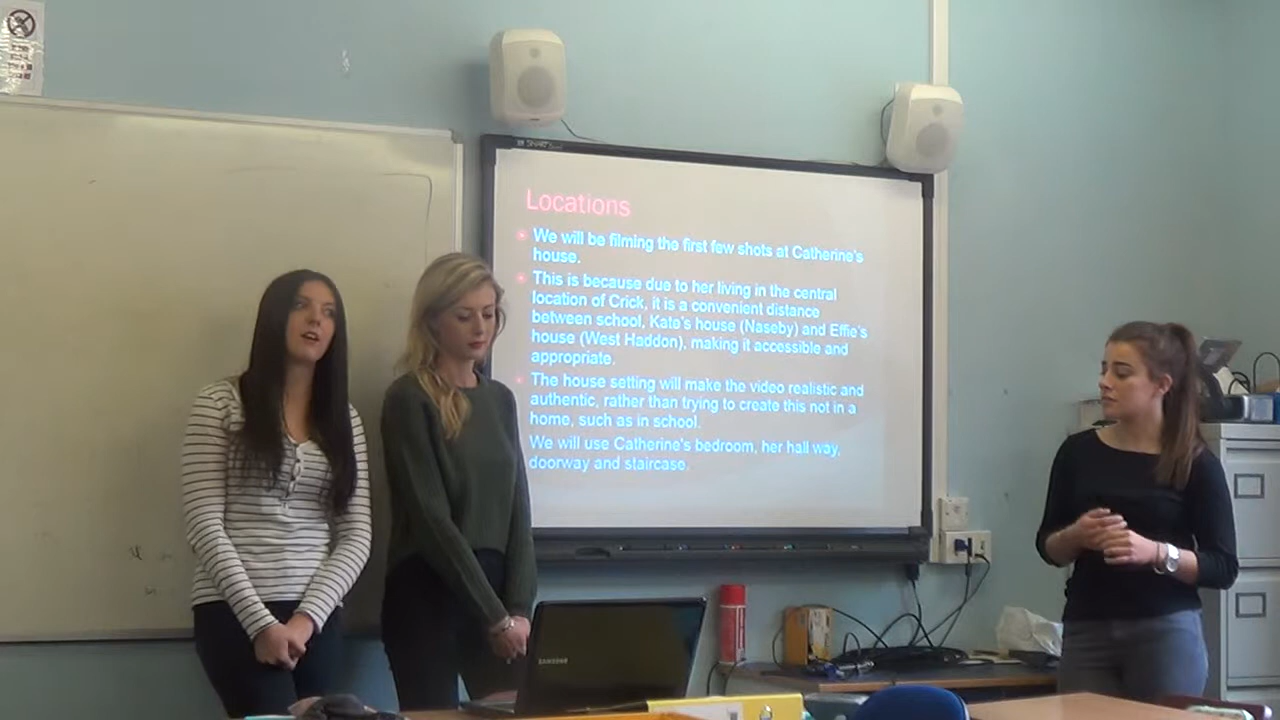 SMART
Locations
We will be filming the first few shots at Catherine's
house.
This is because due to her living in the central
location of Crick, it is a convenient distance
between school, Kate's house (Naseby) and Effie's
house (West Haddon), making it accessible and
appropriate.
The house setting will make the video realistic and
authentic, rather than trying to create this not in a
home, such as in school.
We will use Catherine's bedroom, her hall way,
doorway and staircase.
SAMSUNG